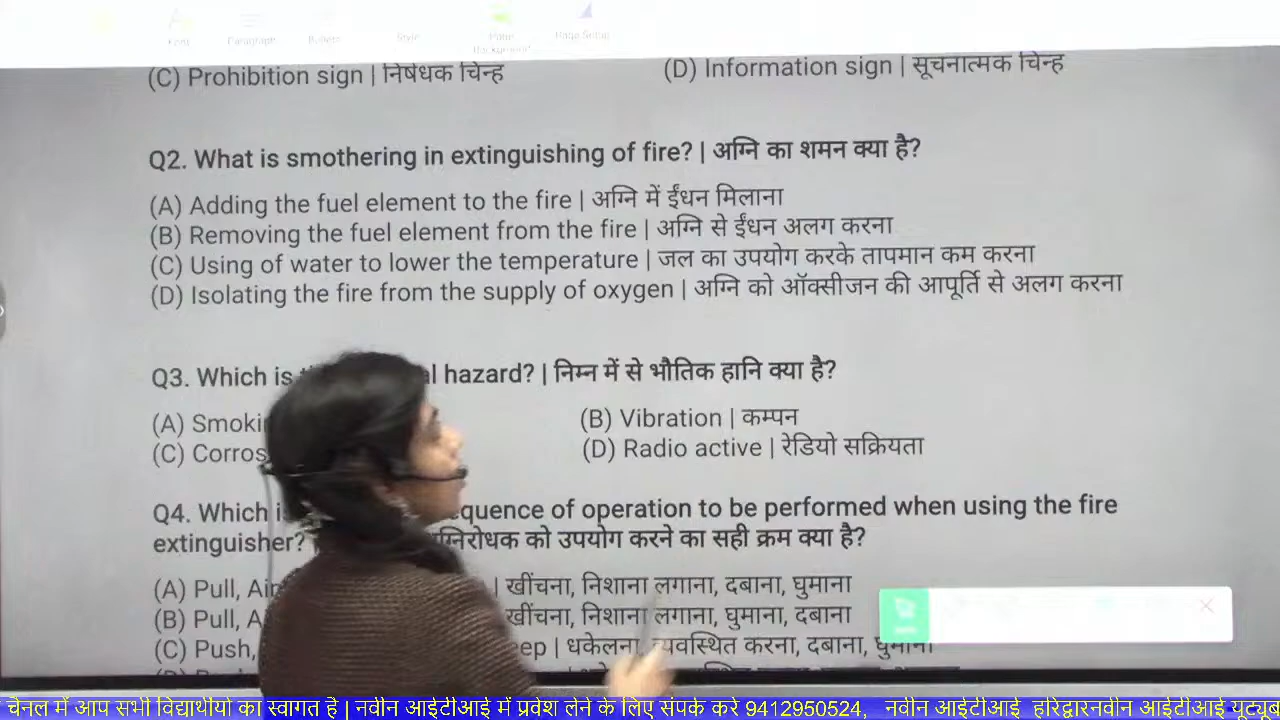 Font Paragraph Bullets Style Page Setup
(C) Prohibition sign | निषेधक चिन्ह (D) Information sign | सूचनात्मक चिन्ह
Q2. What is smothering in extinguishing of fire? | अग्नि का शमन क्या है?
(A) Adding the fuel element to the fire | अग्नि में ईंधन मिलाना
(B) Removing the fuel element from the fire | अग्नि से ईंधन अलग करना
(C) Using of water to lower the temperature | जल का उपयोग करके तापमान कम करना
(D) Isolating the fire from the supply of oxygen | अग्नि को ऑक्सीजन की आपूर्ति से अलग करना
Q3. Which is hazard? | निम्न में से भौतिक हानि क्या है?
(A) (B) Vibration | कम्पन
(C) (D) Radio active | रेडियो सक्रियता
Q4. Which of operation to be performed when using the fire
extinguisher? को उपयोग करने का सही क्रम क्या है?
(A) Pull, | खींचना, निशाना लगाना, दबाना, घुमाना
(B) Pull, खींचना, निशाना लगाना, घुमाना, दबाना
(C) Push, | धकेलना, व्यवस्थित करना, दबाना, घुमाना
चैनल में आप सभी विद्यार्थीयों का स्वागत है | नवीन आईटीआई में प्रवेश लेने के लिए संपर्क करें 9412950524, नवीन आईटीआई हरिद्वारनवीन आईटीआई यूट्यूब